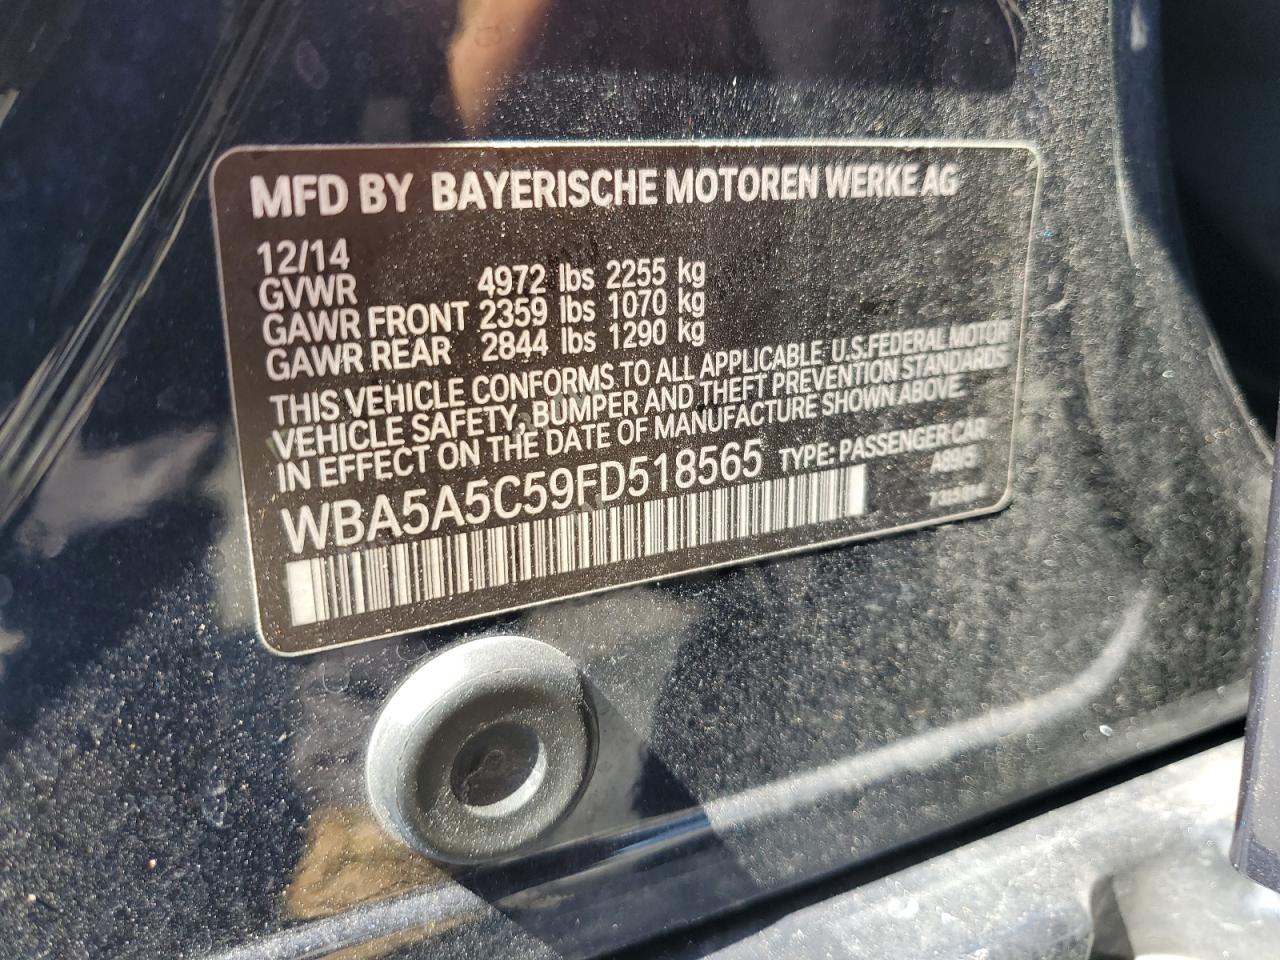 MFD BY BAYERISCHE MOTOREN WERKE AG
12/14
GVWR 4972 lbs 2255 kg
GAWR FRONT 2359 lbs 1070 kg
GAWR REAR 2844 lbs 1290 kg
THIS VEHICLE CONFORMS TO ALL APPLICABLE U.S.FEDERAL MOTOR
VEHICLE SAFETY, BUMPER AND THEFT PREVENTION STANDARDS
IN EFFECT ON THE DATE OF MANUFACTURE SHOWN ABOVE.
WBA5A5C59FD518565 TYPE: PASSENGER CAR
A89/5